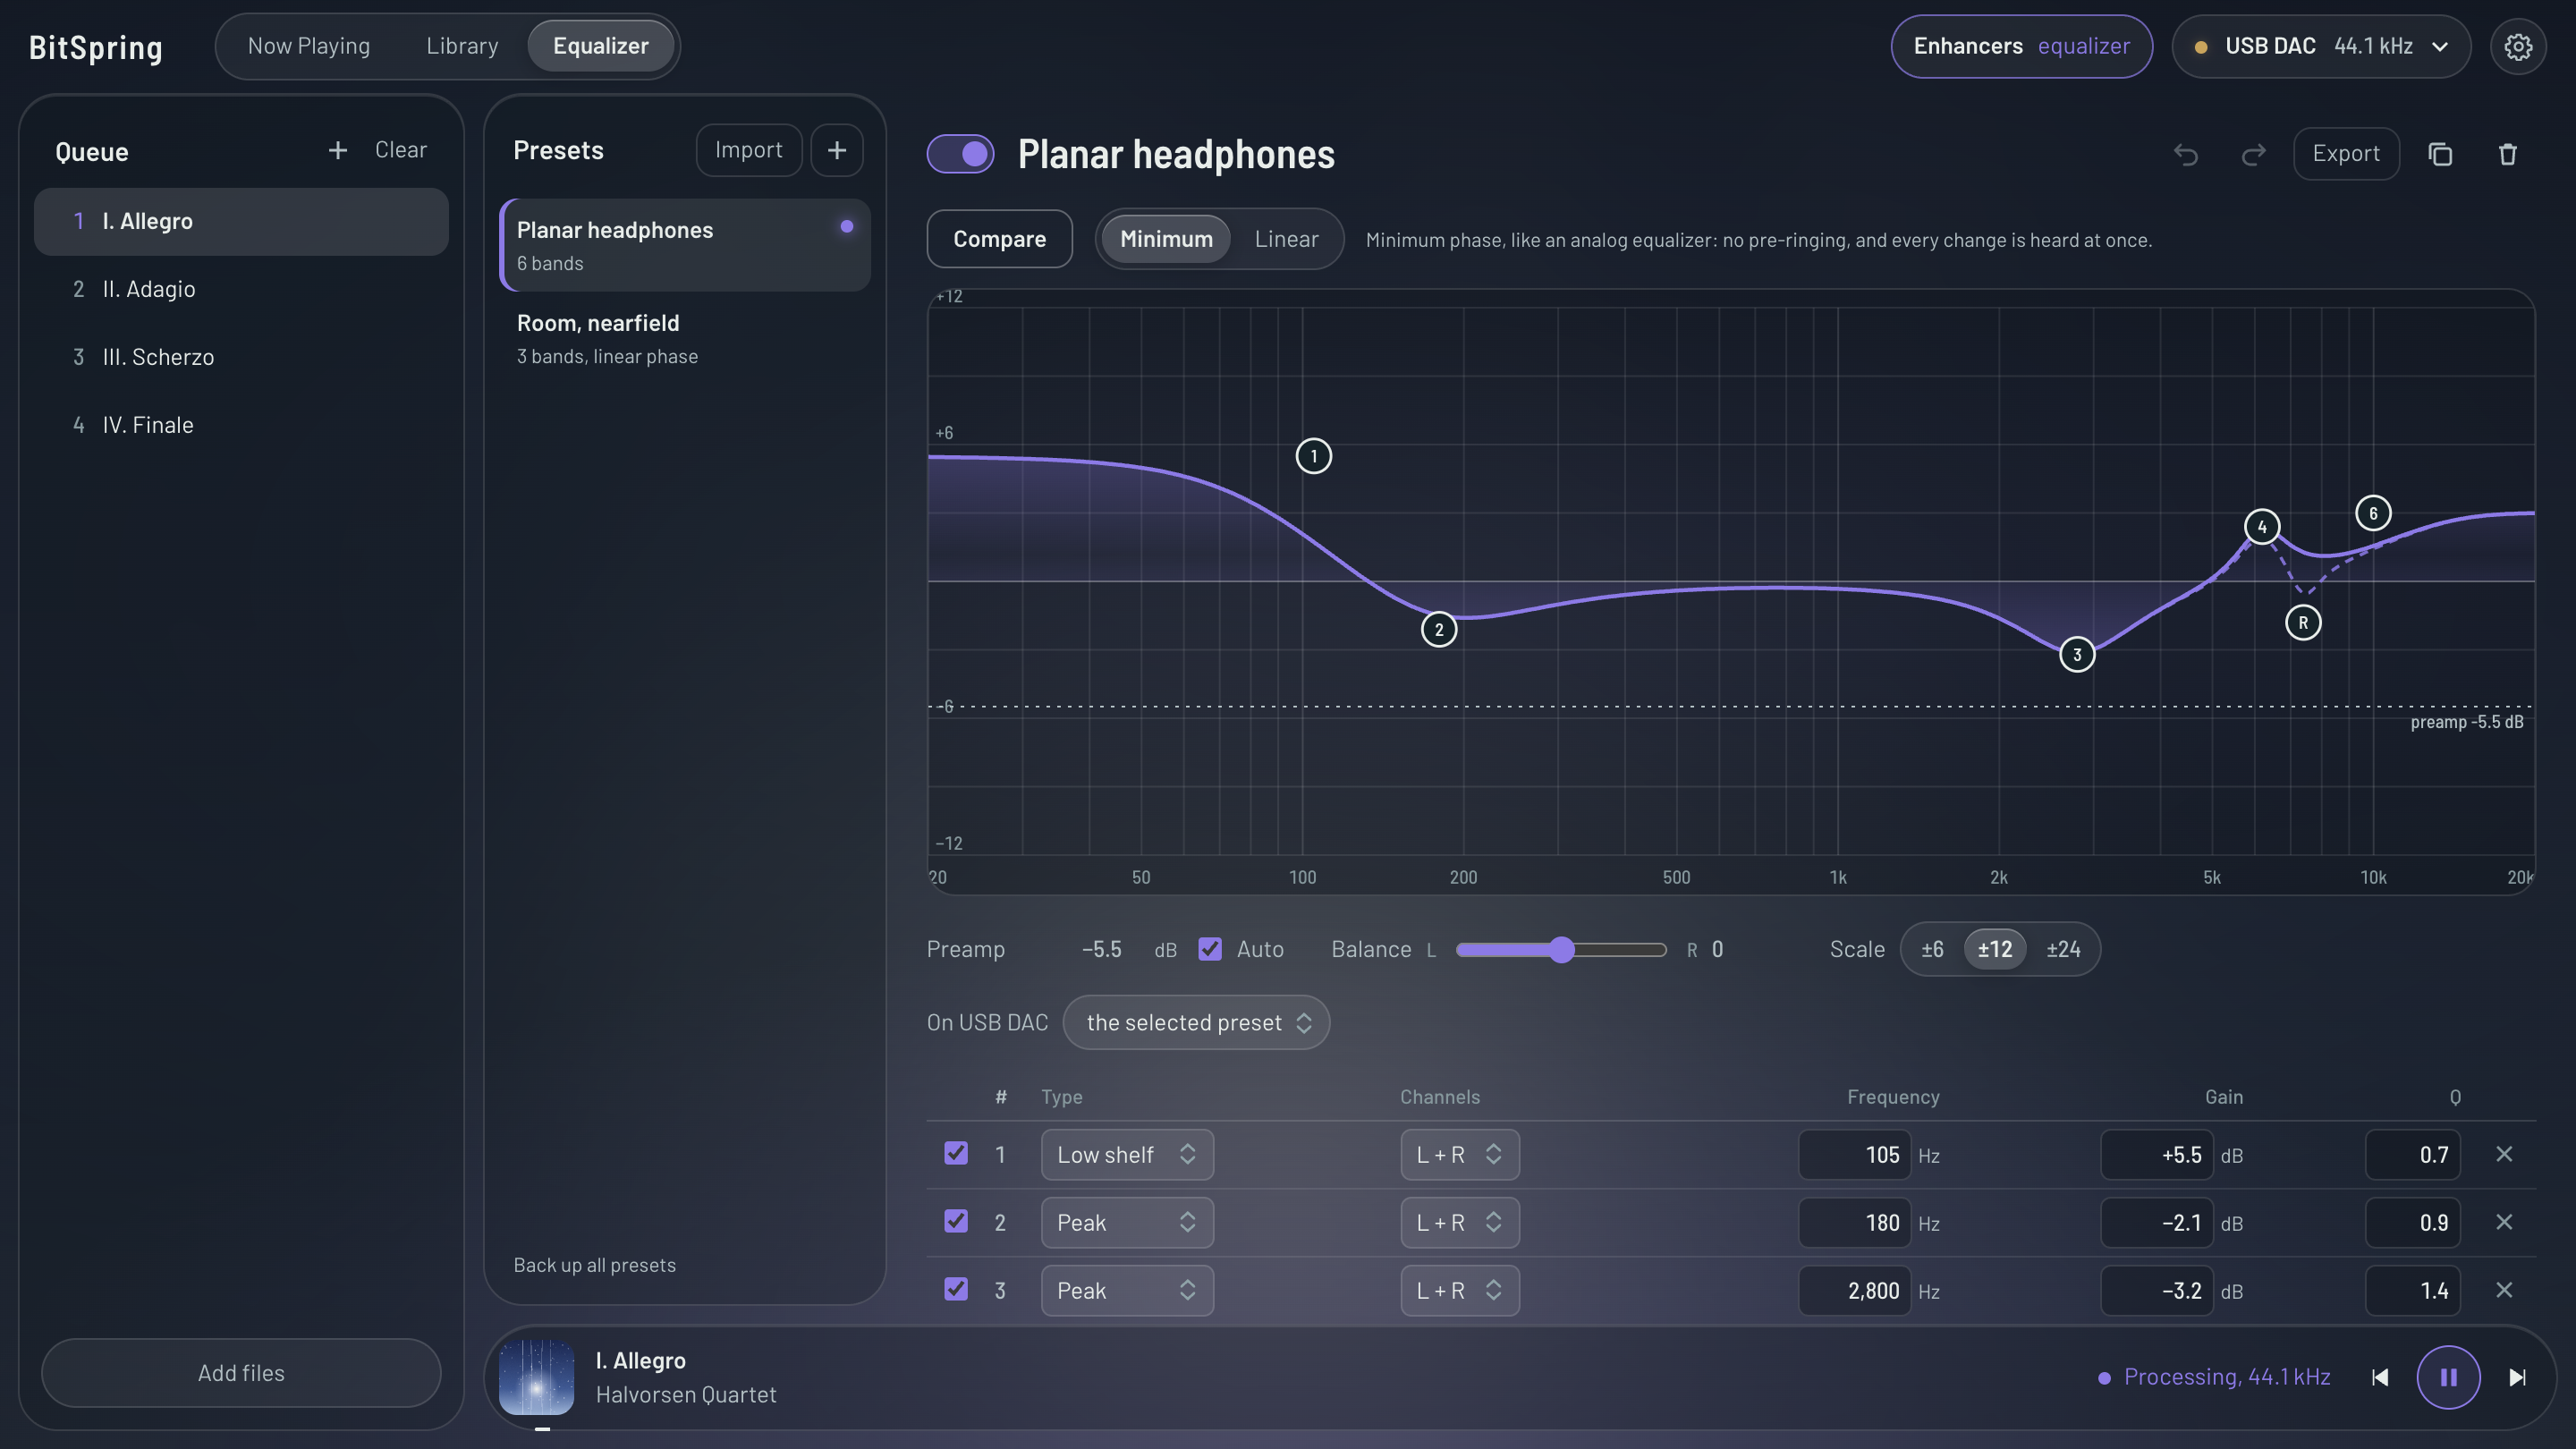 BitSpring
Now Playing
Library
Equalizer
Enhancers equalizer
USB DAC 44.1 kHz
Queue
+ Clear
1 I. Allegro
2 II. Adagio
3 III. Scherzo
4 IV. Finale
Add files
Presets
Import
+
Planar headphones
6 bands
Room, nearfield
3 bands, linear phase
Back up all presets
Planar headphones
Export
Compare
Minimum
Linear
Minimum phase, like an analog equalizer: no pre-ringing, and every change is heard at once.
+12
+6
−6
−12
1
2
3
4
R
6
preamp -5.5 dB
20 50 100 200 500 1k 2k 5k 10k 20k
Preamp −5.5 dB Auto Balance L R 0 Scale ±6 ±12 ±24
On USB DAC the selected preset
# Type Channels Frequency Gain Q
1 Low shelf L + R 105 Hz +5.5 dB 0.7
2 Peak L + R 180 Hz −2.1 dB 0.9
3 Peak L + R 2,800 Hz −3.2 dB 1.4
I. Allegro
Halvorsen Quartet
Processing, 44.1 kHz